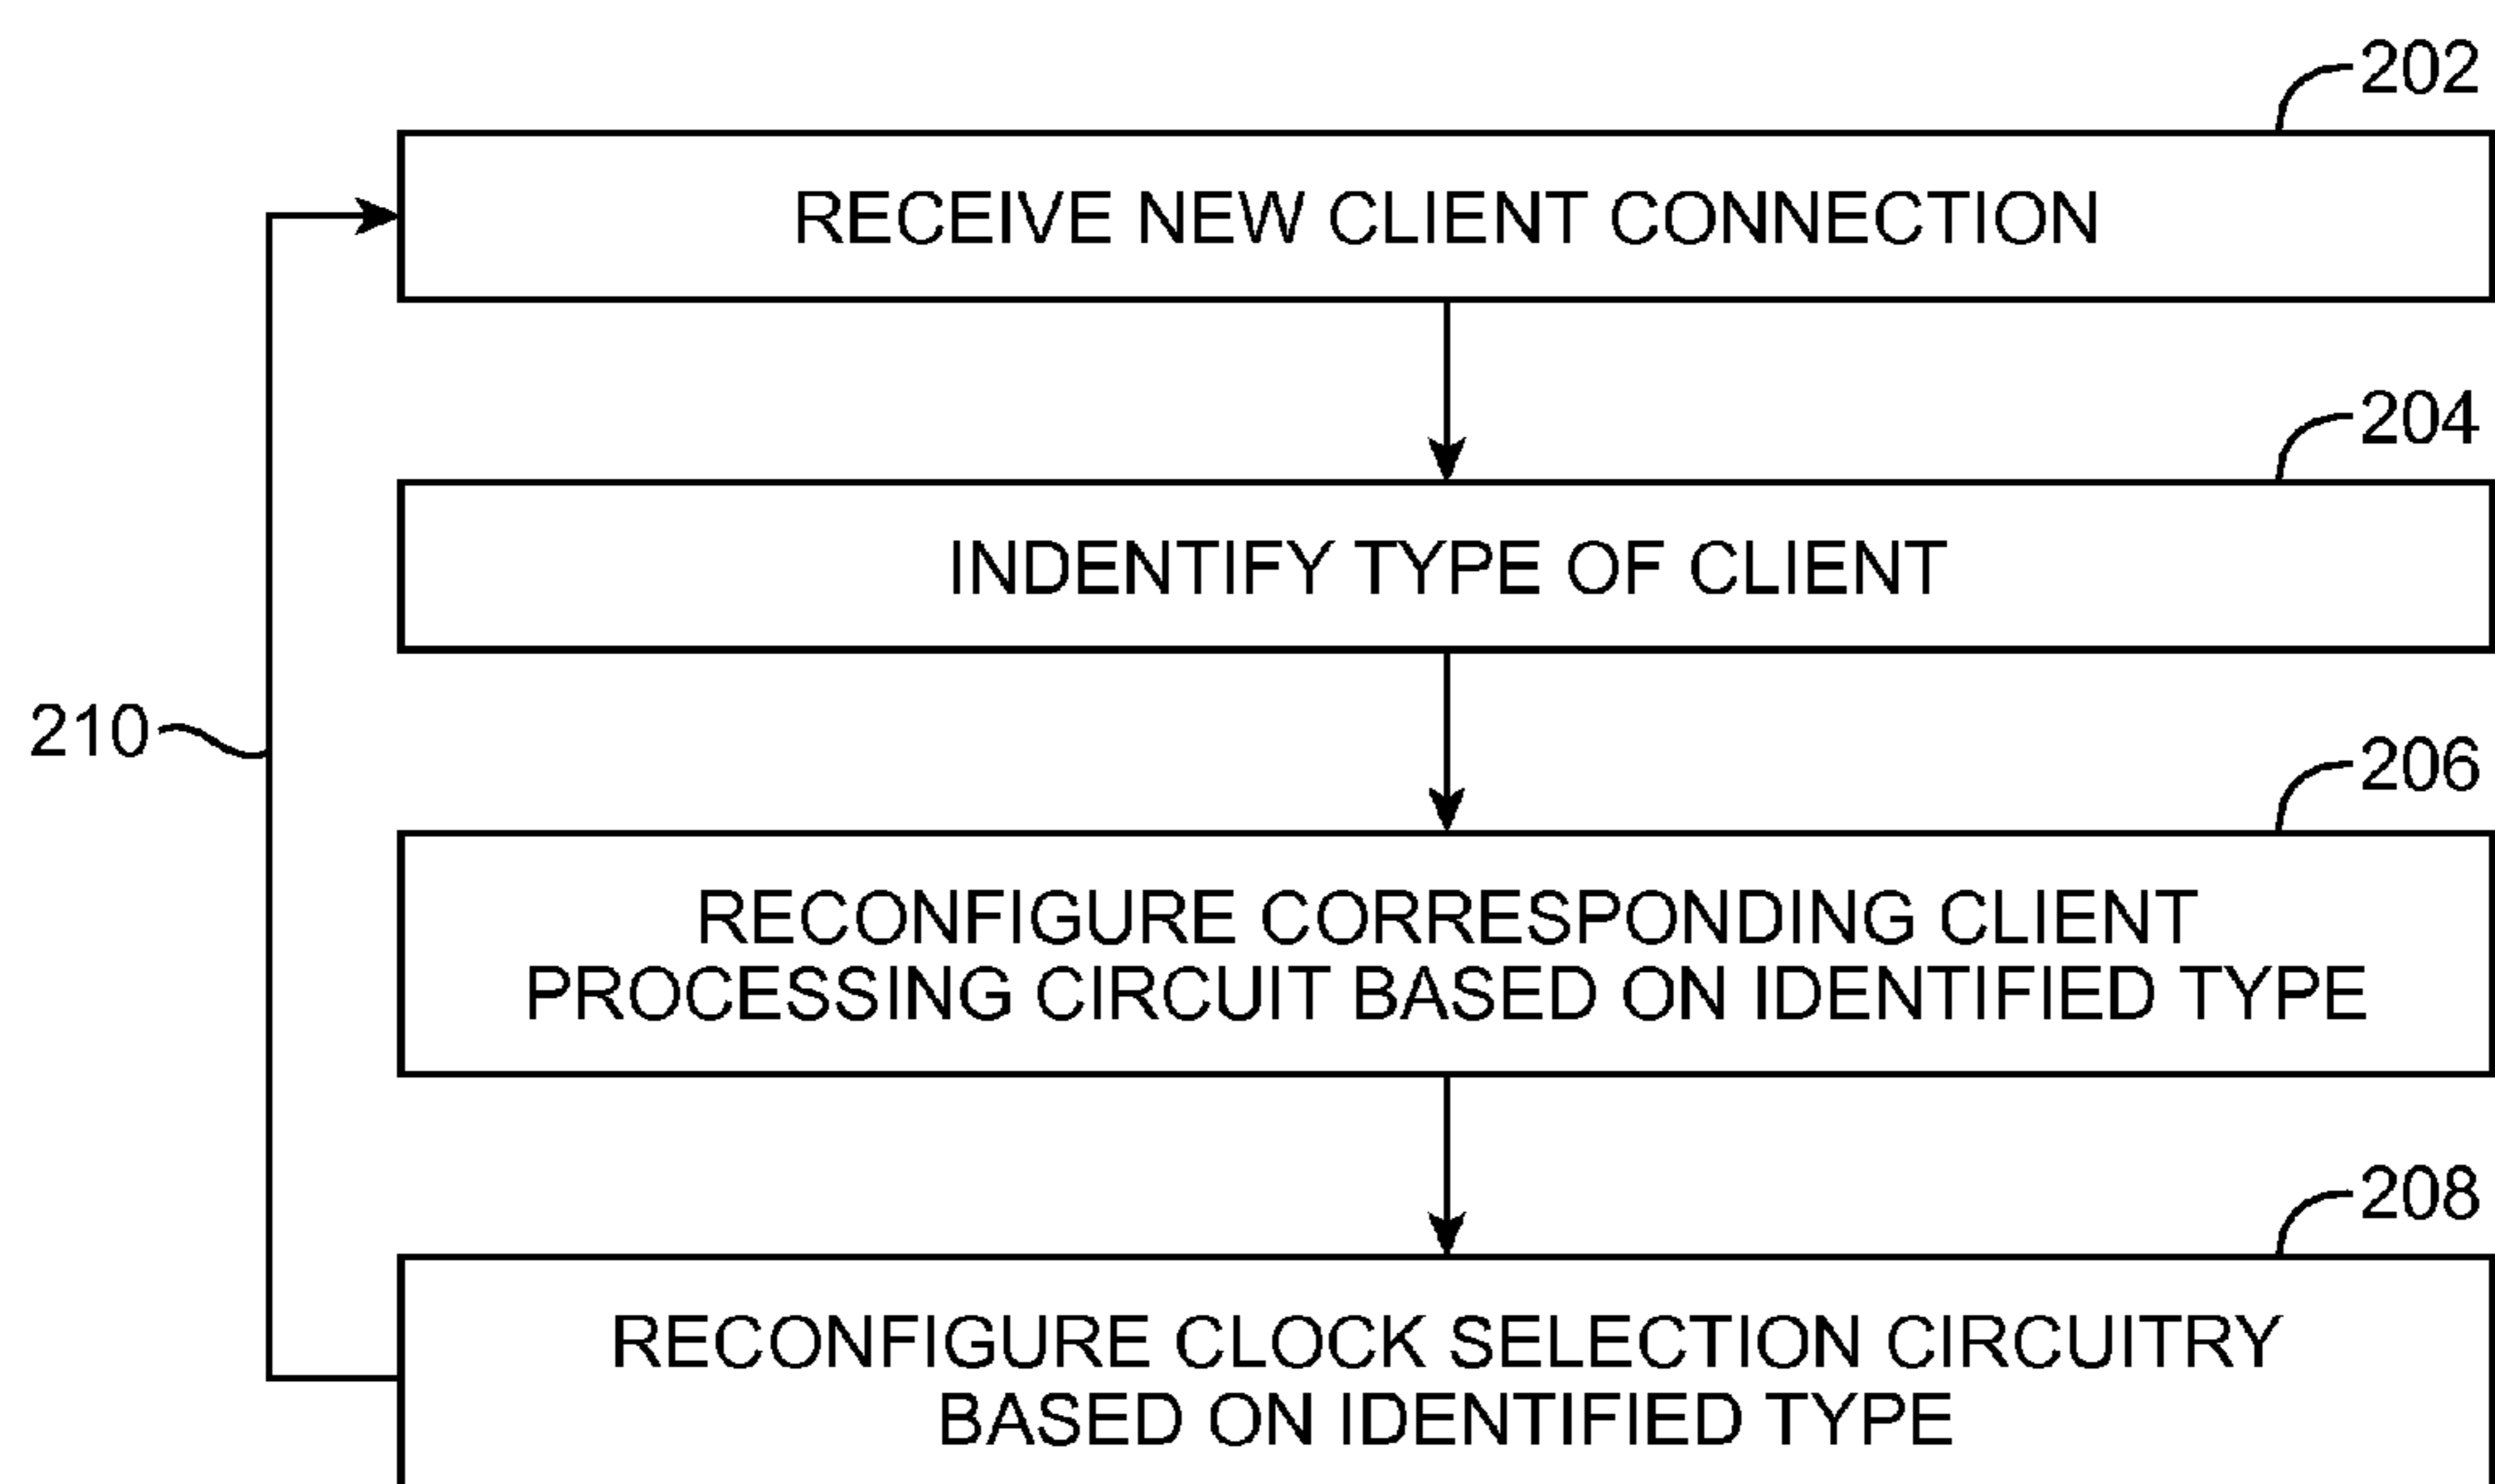 202
RECEIVE NEW CLIENT CONNECTION
204
INDENTIFY TYPE OF CLIENT
210
206
RECONFIGURE CORRESPONDING CLIENT
PROCESSING CIRCUIT BASED ON IDENTIFIED TYPE
208
RECONFIGURE CLOCK SELECTION CIRCUITRY
BASED ON IDENTIFIED TYPE